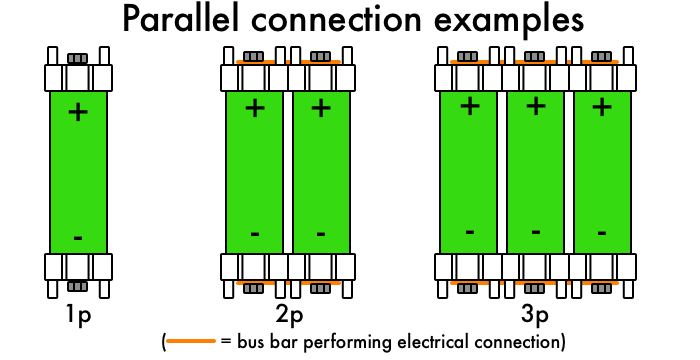 Parallel connection examples
+ + + + + +
- - - - - -
1p 2p 3p
( = bus bar performing electrical connection)